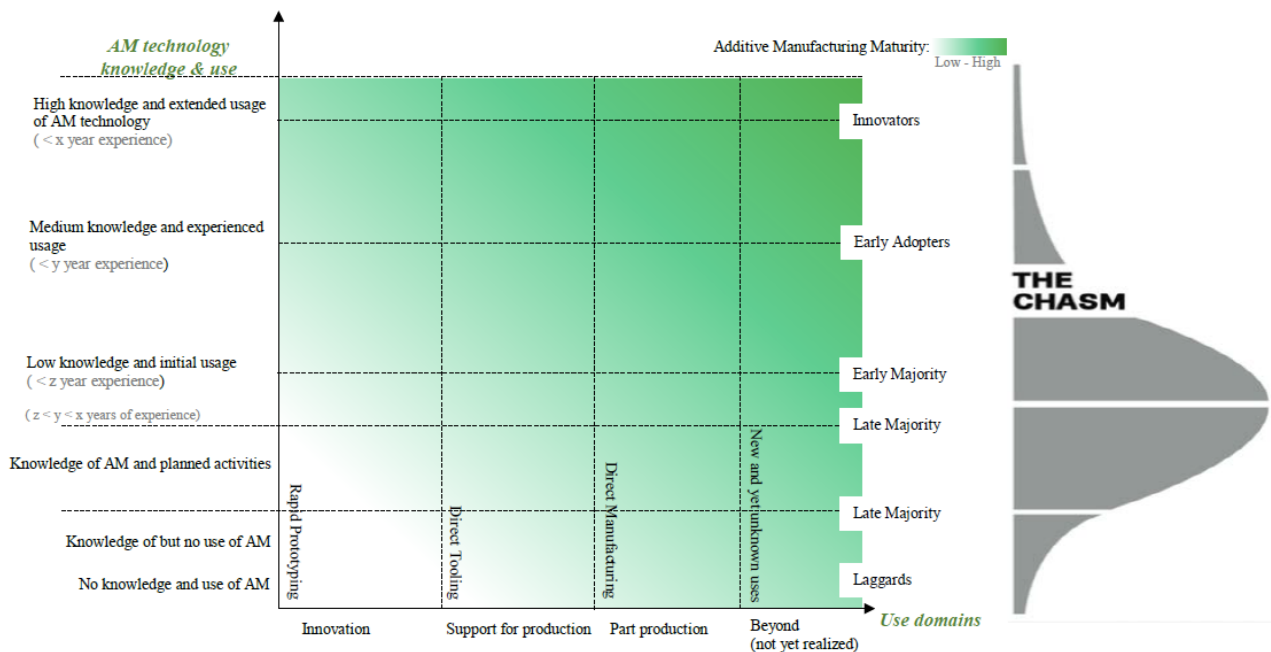 AM technology
knowledge & use
Additive Manufacturing Maturity:
Low - High
High knowledge and extended usage
of AM technology
( < x year experience)
Innovators
Medium knowledge and experienced
usage
(< y year experience)
Early Adopters
THE
CHASM
Low knowledge and initial usage
( < z year experience)
( z < y < x years of experience)
Early Majority
Late Majority
Knowledge of AM and planned activities
Late Majority
Knowledge of but no use of AM
No knowledge and use of AM
Laggards
Rapid Prototyping
Direct Tooling
Direct Manufacturing
New and yet unknown uses
Innovation
Support for production
Part production
Beyond
(not yet realized)
Use domains